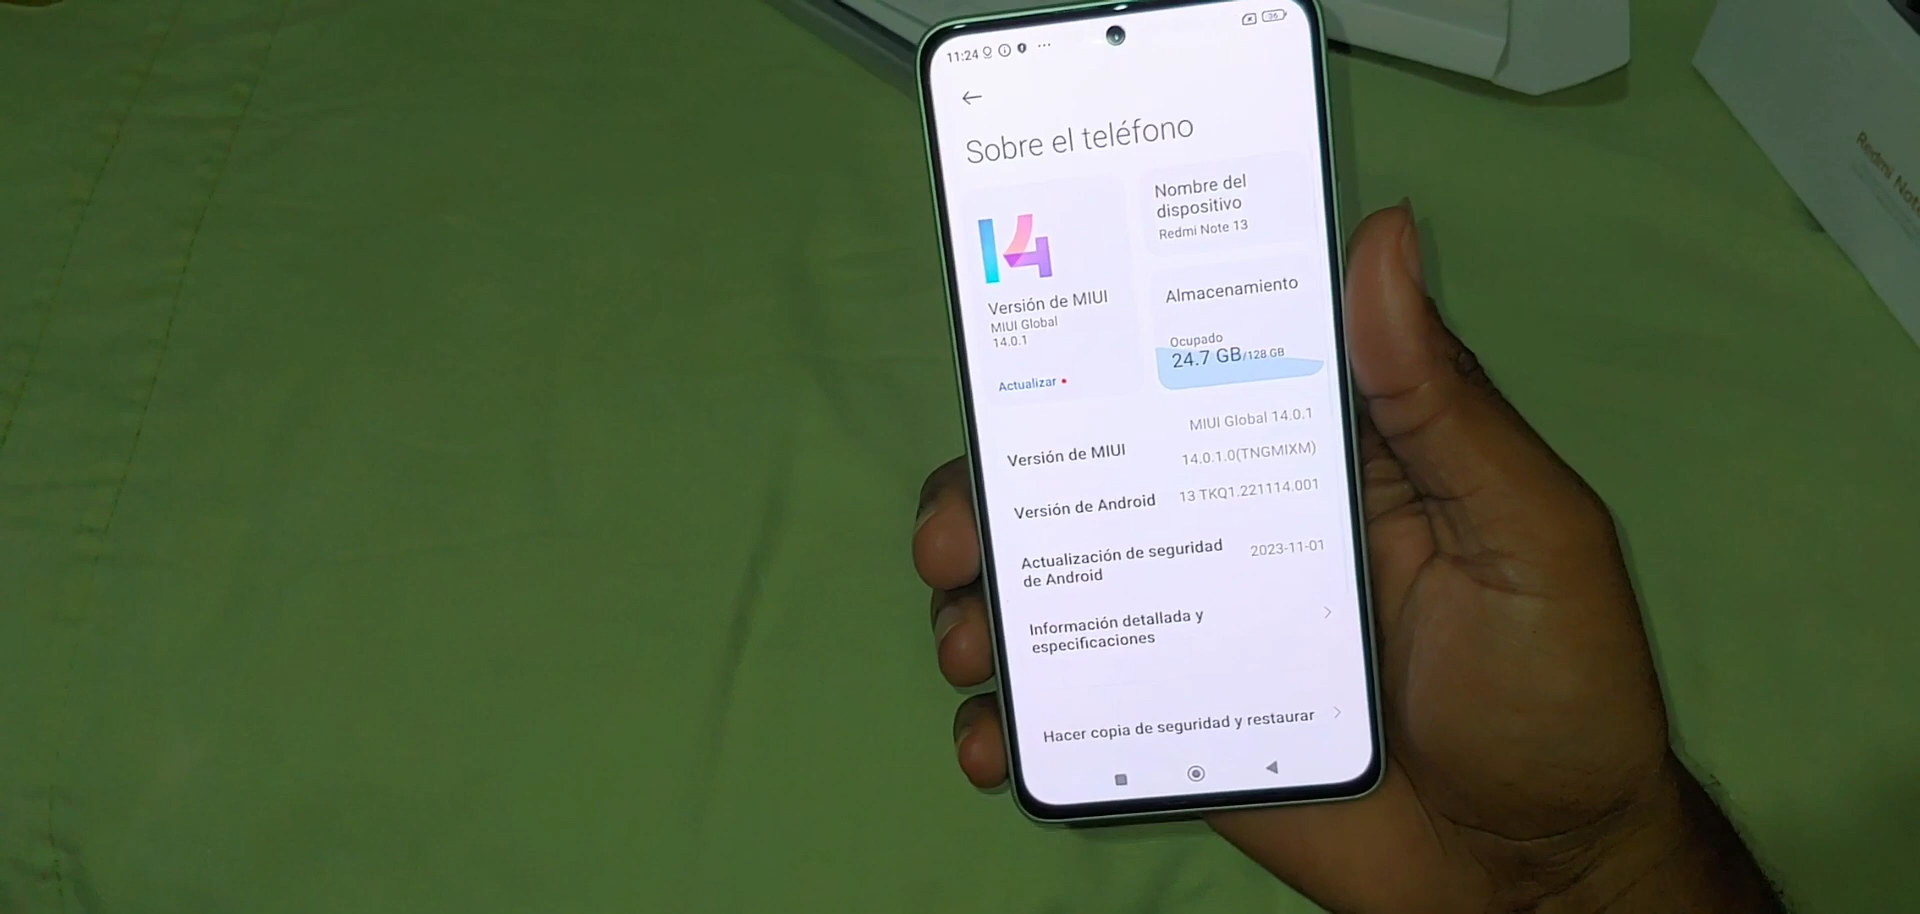 11:24
36
Sobre el teléfono
14
Versión de MIUI
MIUI Global
14.0.1
Actualizar
Nombre del
dispositivo
Redmi Note 13
Almacenamiento
Ocupado
24.7 GB/128 GB
Versión de MIUI
MIUI Global 14.0.1
14.0.1.0(TNGMIXM)
Versión de Android
13 TKQ1.221114.001
Actualización de seguridad
de Android
2023-11-01
Información detallada y
especificaciones
Hacer copia de seguridad y restaurar
Redmi Note